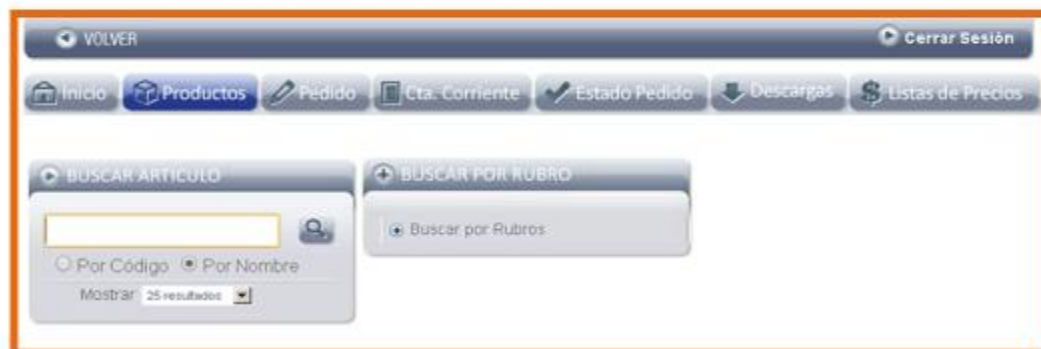 VOLVER Cerrar Sesión
Inicio Productos Pedido Cta. Corriente Estado Pedido Descargas Listas de Precios
BUSCAR ARTICULO BUSCAR POR RUBRO
Buscar por Rubros
Por Código Por Nombre
Mostrar 25 resultados